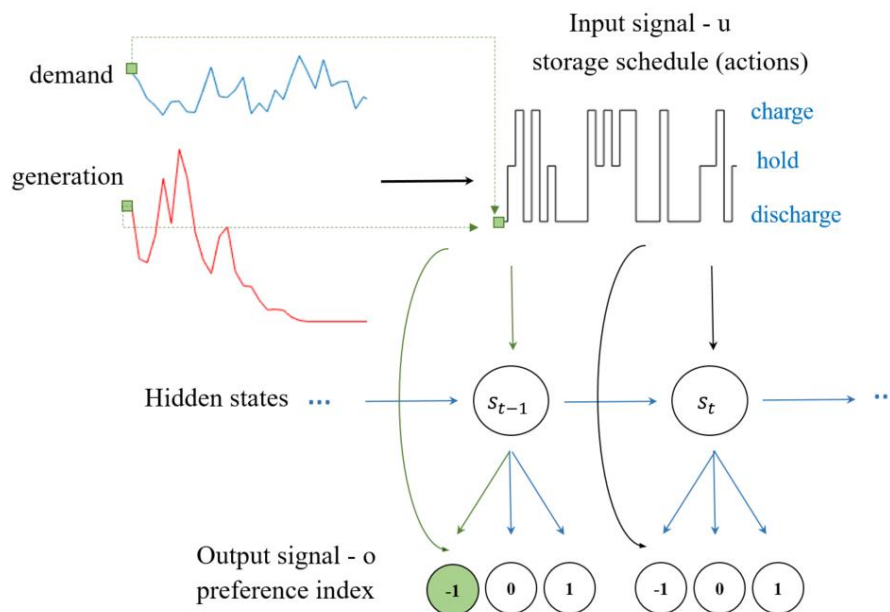 Input signal - u
storage schedule (actions)
demand
generation
charge
hold
discharge
Hidden states ...
s_{t-1}
s_t
..
Output signal - o
preference index
-1 0 1 -1 0 1